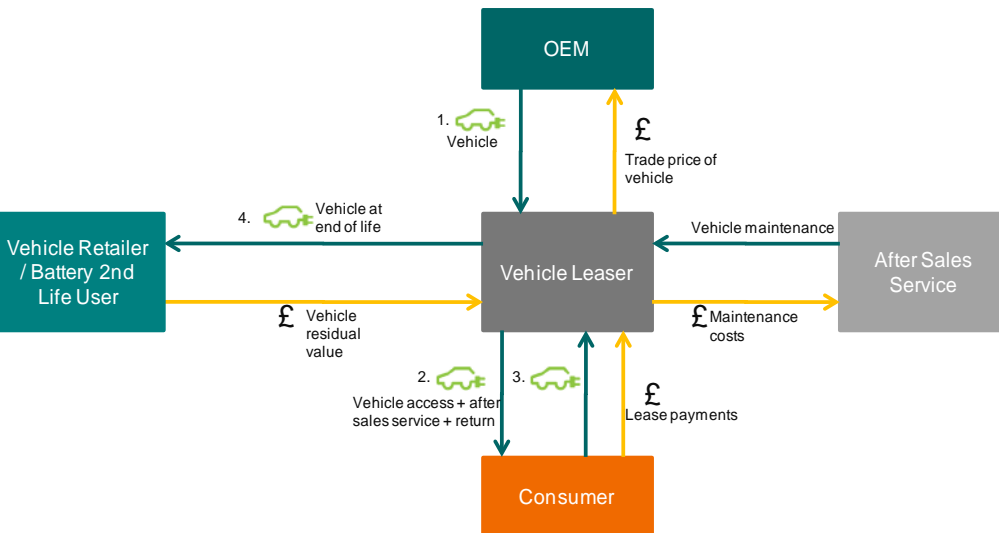 OEM
1.
Vehicle
£
Trade price of
vehicle
4.
Vehicle at
end of life
Vehicle maintenance
Vehicle Retailer
/ Battery 2nd
Life User
Vehicle Leaser
After Sales
Service
£
Vehicle
residual
value
£
Maintenance
costs
2.
Vehicle access + after
sales service + return
3.
£
Lease payments
Consumer